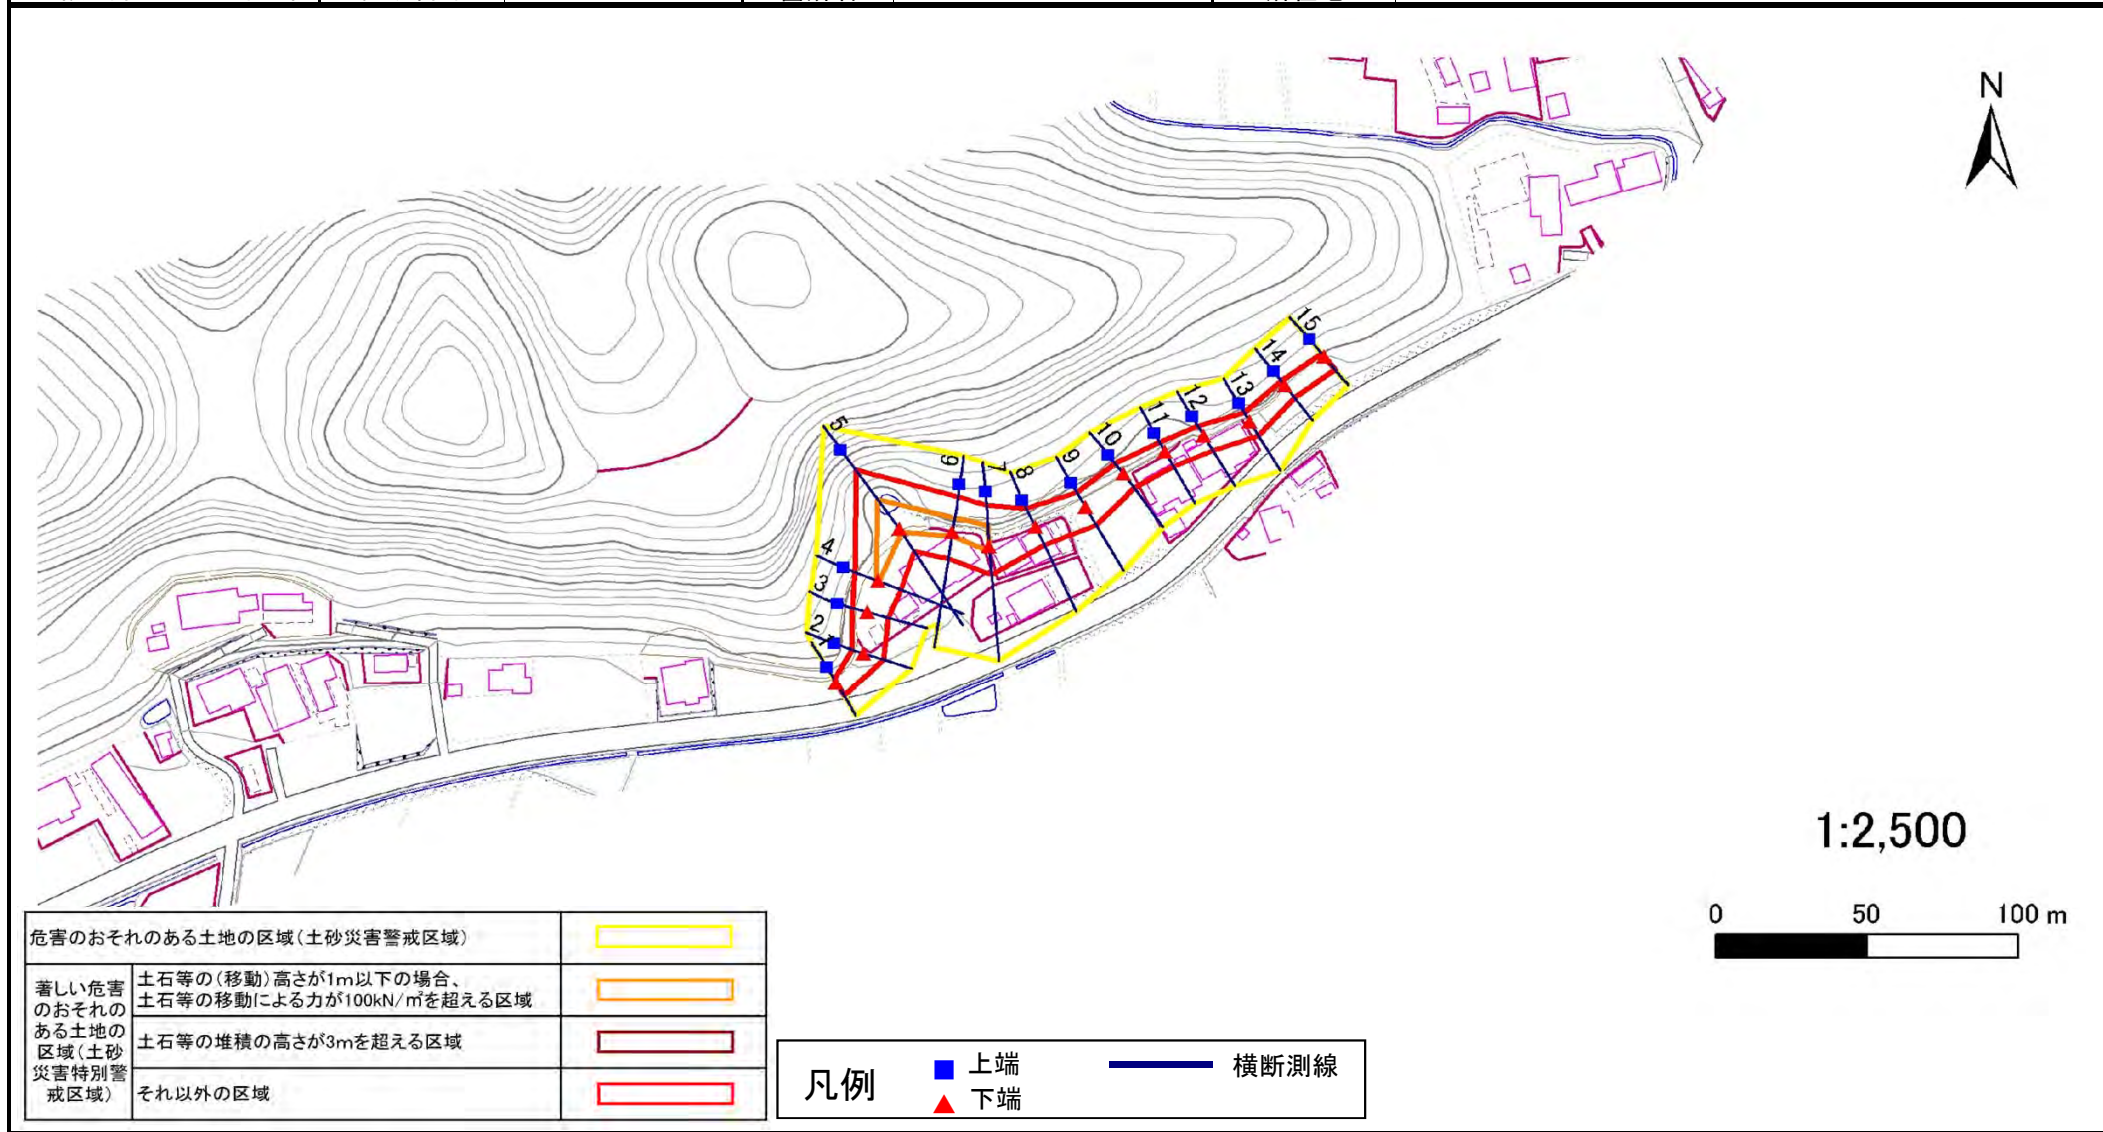 N
15
14
13
12
11
10
9
8
7
6
5
4
3
2
1
1:2,500
0 50 100 m
危害のおそれのある土地の区域(土砂災害警戒区域)
著しい危害
のおそれの
ある土地の
区域(土砂
災害特別警
戒区域)
土石等の(移動)高さが1m以下の場合、
土石等の移動による力が100kN/㎡を超える区域
土石等の堆積の高さが3mを超える区域
それ以外の区域
凡例
上端
下端
横断測線